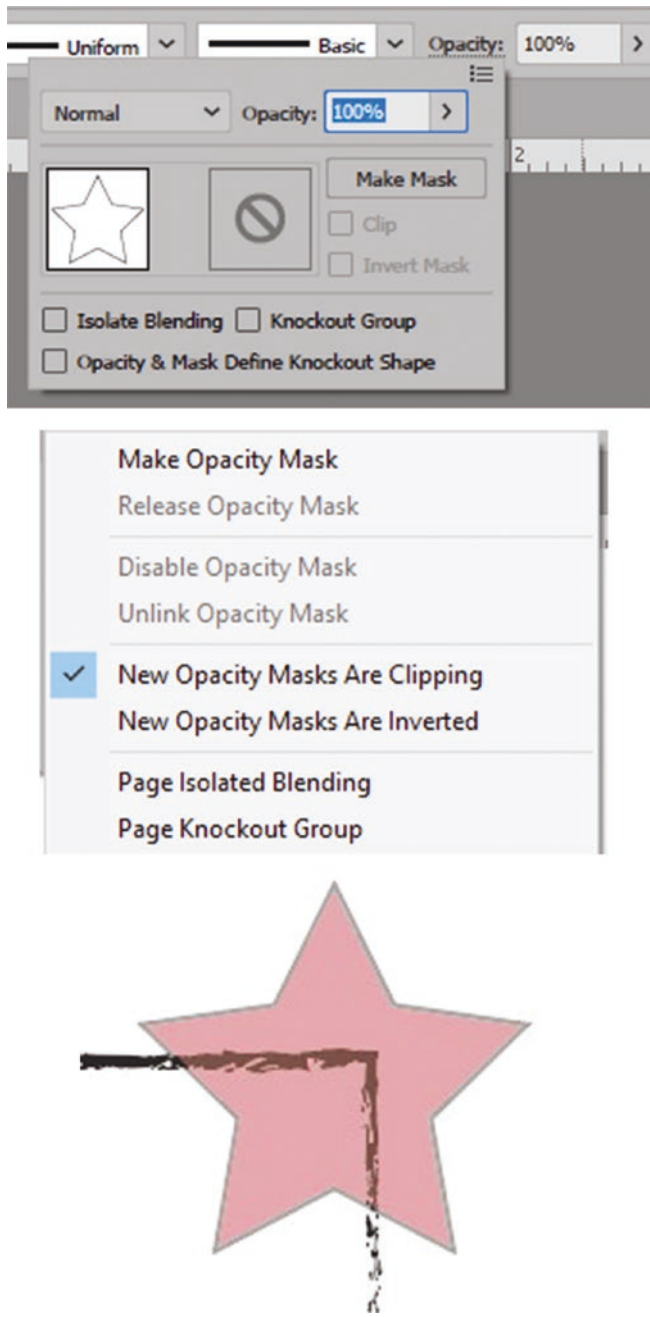 Uniform Basic Opacity: 100%
Normal Opacity: 100%
2
Make Mask
Clip
Invert Mask
Isolate Blending Knockout Group
Opacity & Mask Define Knockout Shape
Make Opacity Mask
Release Opacity Mask
Disable Opacity Mask
Unlink Opacity Mask
New Opacity Masks Are Clipping
New Opacity Masks Are Inverted
Page Isolated Blending
Page Knockout Group